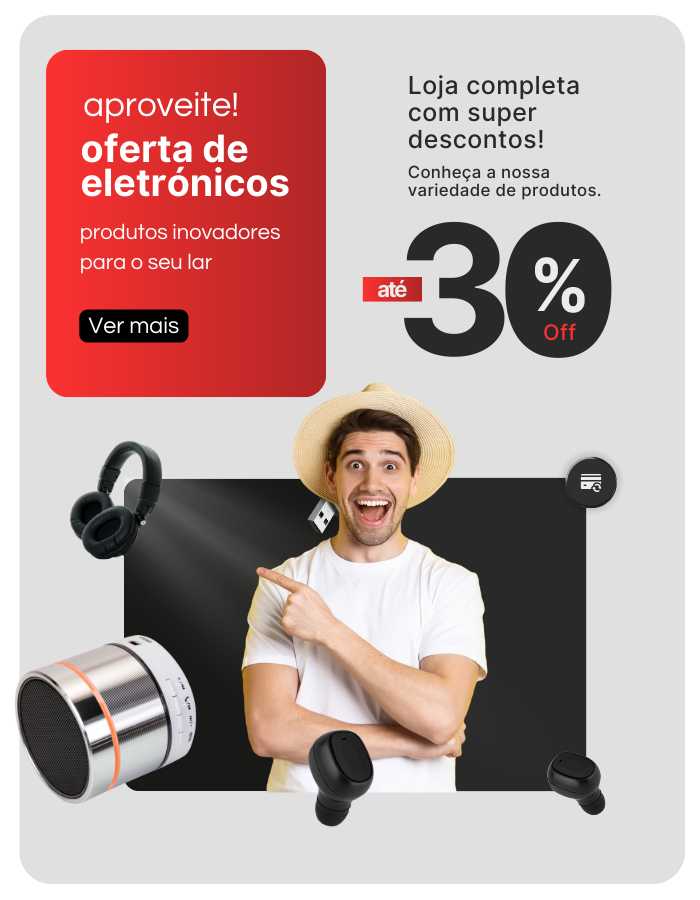 aproveite!
oferta de
eletrónicos
produtos inovadores
para o seu lar
Ver mais
Loja completa
com super
descontos!
Conheça a nossa
variedade de produtos.
até
30%
Off